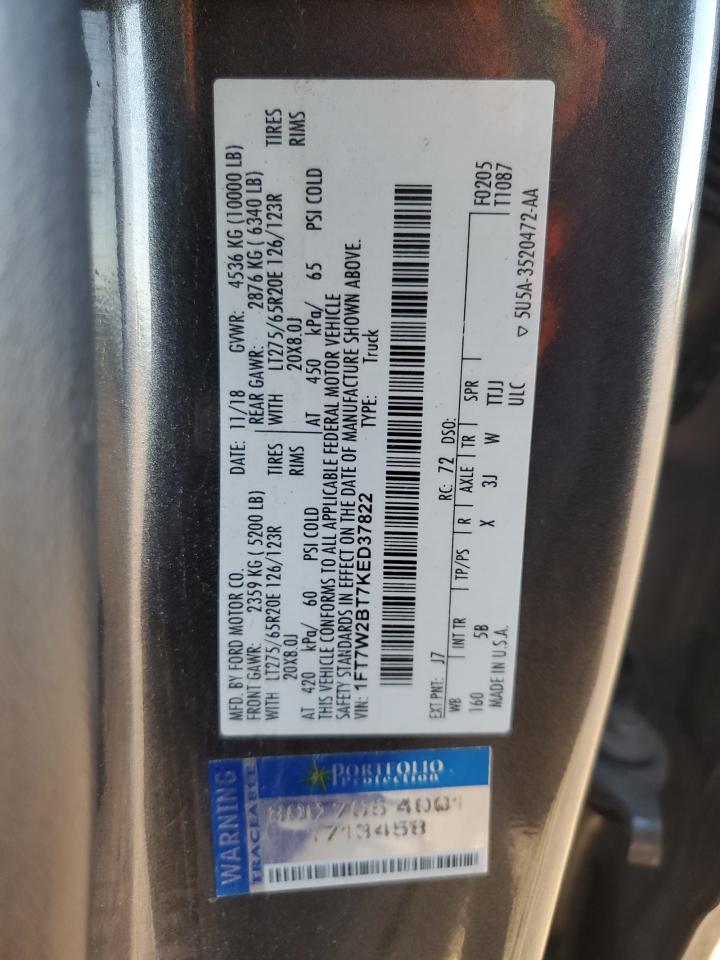 MFD. BY FORD MOTOR CO.
DATE: 11/18 GVWR: 4536 KG (10000 LB)
FRONT GAWR: 2359 KG ( 5200 LB) REAR GAWR: 2876 KG ( 6340 LB)
WITH LT275/65R20E 126/123R TIRES WITH LT275/65R20E 126/123R TIRES
20X8.0J RIMS 20X8.0J RIMS
AT 420 kPa/ 60 PSI COLD AT 450 kPa/ 65 PSI COLD
THIS VEHICLE CONFORMS TO ALL APPLICABLE FEDERAL MOTOR VEHICLE
SAFETY STANDARDS IN EFFECT ON THE DATE OF MANUFACTURE SHOWN ABOVE.
VIN: 1FT7W2BT7KED37822 TYPE: Truck
EXT PNT: J7 RC: 72 DSO: F0205
WB INT TR TP/PS R AXLE TR SPR T1087
160 5B X 3J W TTJJ
MADE IN U.S.A. ULC
▽ 5U5A-3520472-AA
WARNING
TRACEABLE
PORTFOLIO
Protection
800 705 4001
7713458